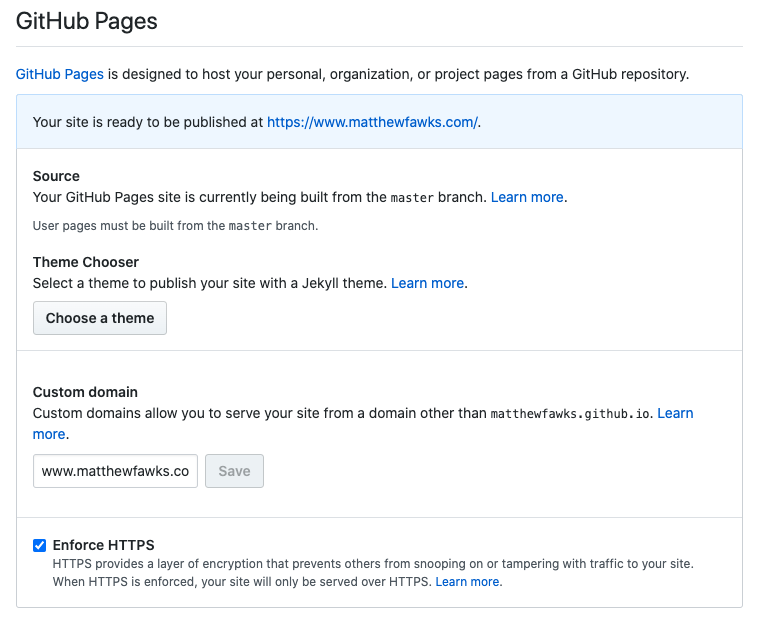 GitHub Pages
GitHub Pages is designed to host your personal, organization, or project pages from a GitHub repository.
Your site is ready to be published at https://www.matthewfawks.com/.
Source
Your GitHub Pages site is currently being built from the master branch. Learn more.
User pages must be built from the master branch.
Theme Chooser
Select a theme to publish your site with a Jekyll theme. Learn more.
Choose a theme
Custom domain
Custom domains allow you to serve your site from a domain other than matthewfawks.github.io. Learn
more.
www.matthewfawks.co
Save
Enforce HTTPS
HTTPS provides a layer of encryption that prevents others from snooping on or tampering with traffic to your site.
When HTTPS is enforced, your site will only be served over HTTPS. Learn more.